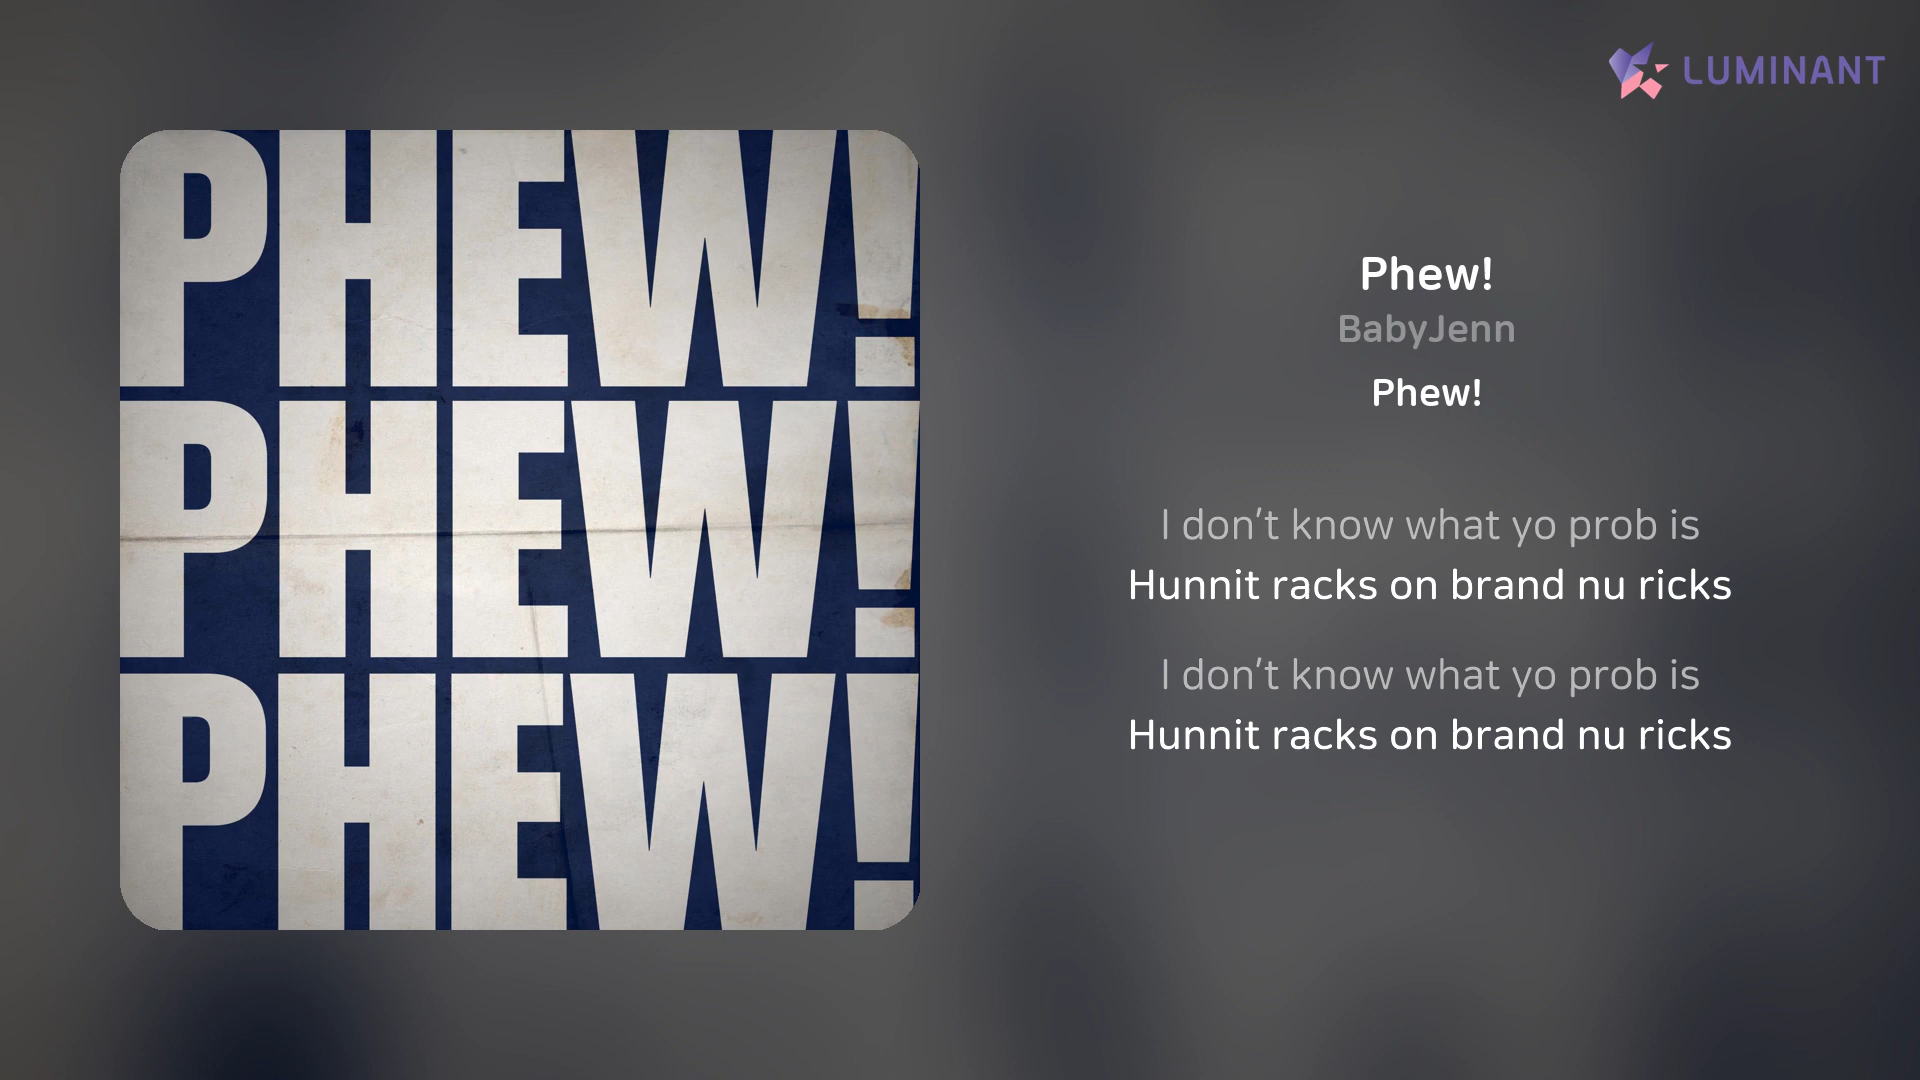 LUMINANT
PHEW!
PHEW!
PHEW!
Phew!
BabyJenn
Phew!
I don't know what yo prob is
Hunnit racks on brand nu ricks
I don't know what yo prob is
Hunnit racks on brand nu ricks